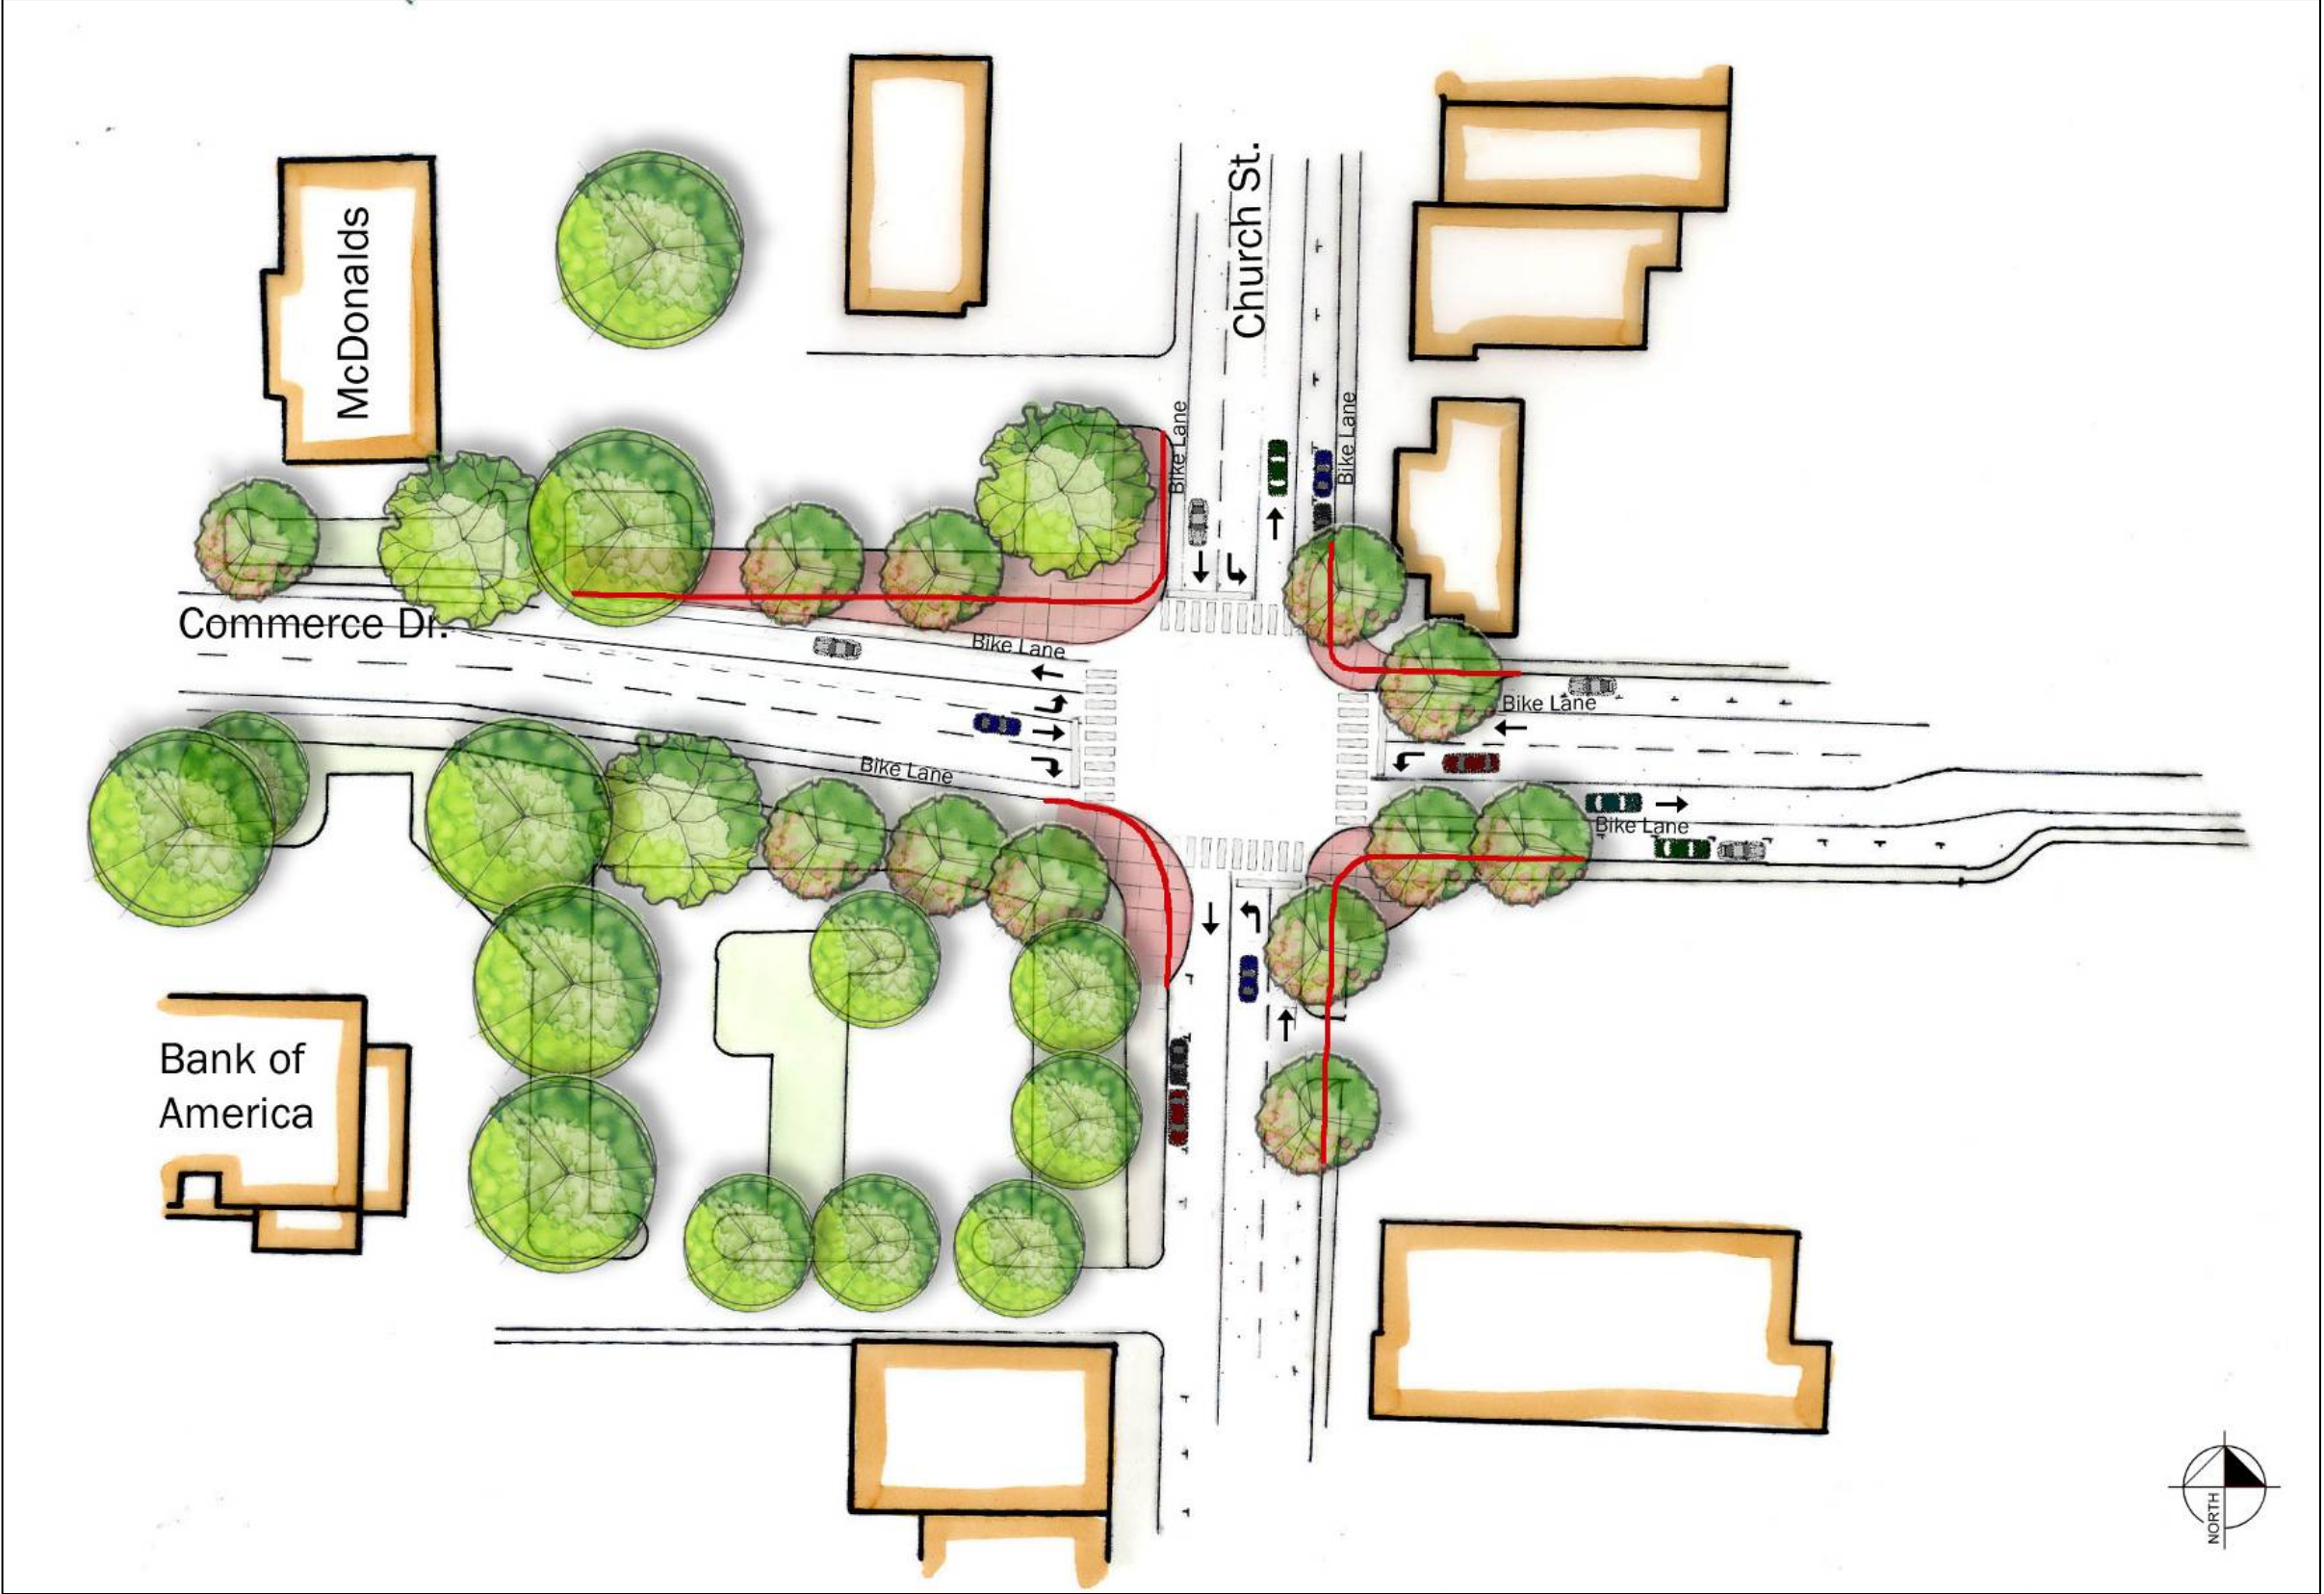 Church St.
McDonalds
Bike Lane
Bike Lane
Commerce Dr.
Bike Lane
Bike Lane
Bike Lane
Bike Lane
Bank of
America
NORTH